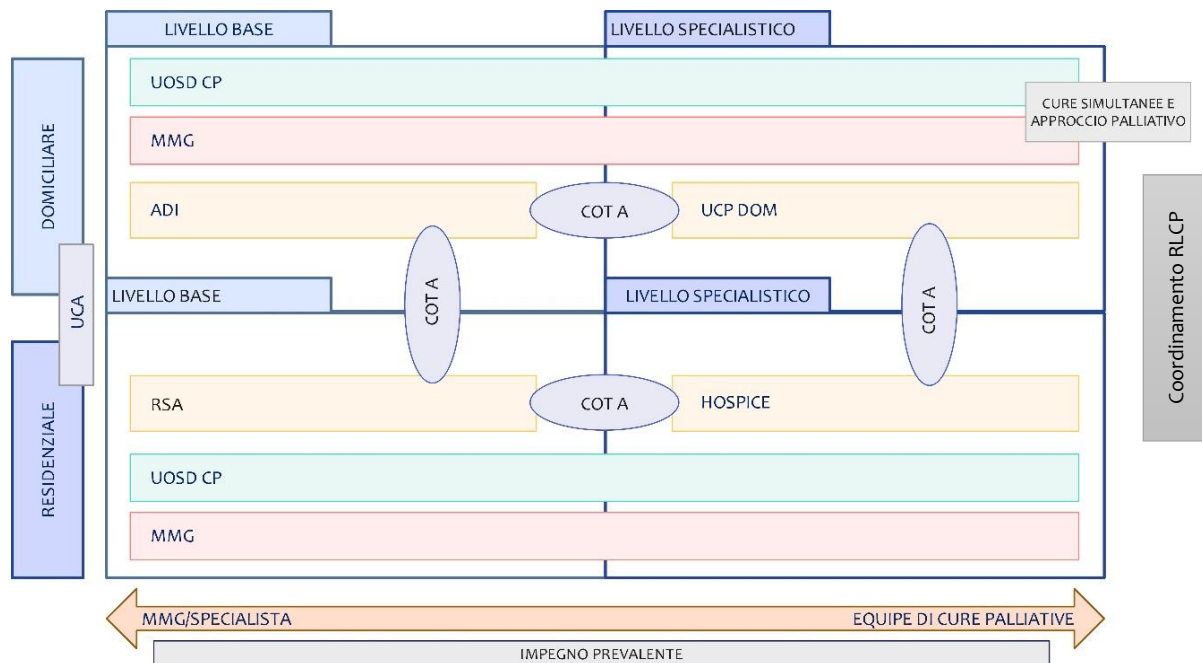 LIVELLO BASE
LIVELLO SPECIALISTICO
UOSD CP
CURE SIMULTANEE E
APPROCCIO PALLIATIVO
MMG
DOMICILIARE
ADI
COT A
UCP DOM
COT A
COT A
UCA
LIVELLO BASE
LIVELLO SPECIALISTICO
Coordinamento RLCP
RESIDENZIALE
RSA
COT A
HOSPICE
UOSD CP
MMG
MMG/SPECIALISTA
EQUIPE DI CURE PALLIATIVE
IMPEGNO PREVALENTE